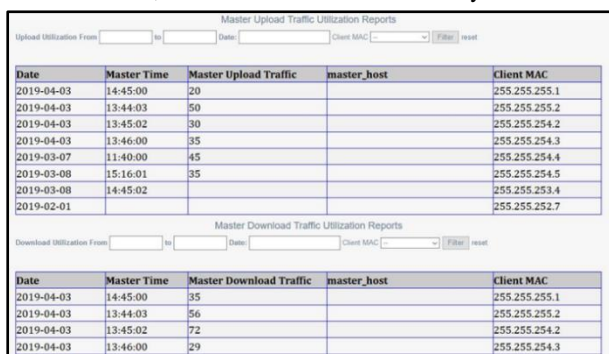 Master Upload Traffic Utilization Reports
Upload Utilization From to Date: Client MAC -- Filter reset
Date Master Time Master Upload Traffic master_host Client MAC
2019-04-03 14:45:00 20 255.255.255.1
2019-04-03 13:44:03 50 255.255.255.2
2019-04-03 13:45:02 30 255.255.254.2
2019-04-03 13:46:00 35 255.255.254.3
2019-03-07 11:40:00 45 255.255.254.4
2019-03-08 15:16:01 35 255.255.254.5
2019-03-08 14:45:02 255.255.253.4
2019-02-01 255.255.252.7
Master Download Traffic Utilization Reports
Download Utilization From to Date: Client MAC -- Filter reset
Date Master Time Master Download Traffic master_host Client MAC
2019-04-03 14:45:00 35 255.255.255.1
2019-04-03 13:44:03 56 255.255.255.2
2019-04-03 13:45:02 72 255.255.254.2
2019-04-03 13:46:00 29 255.255.254.3